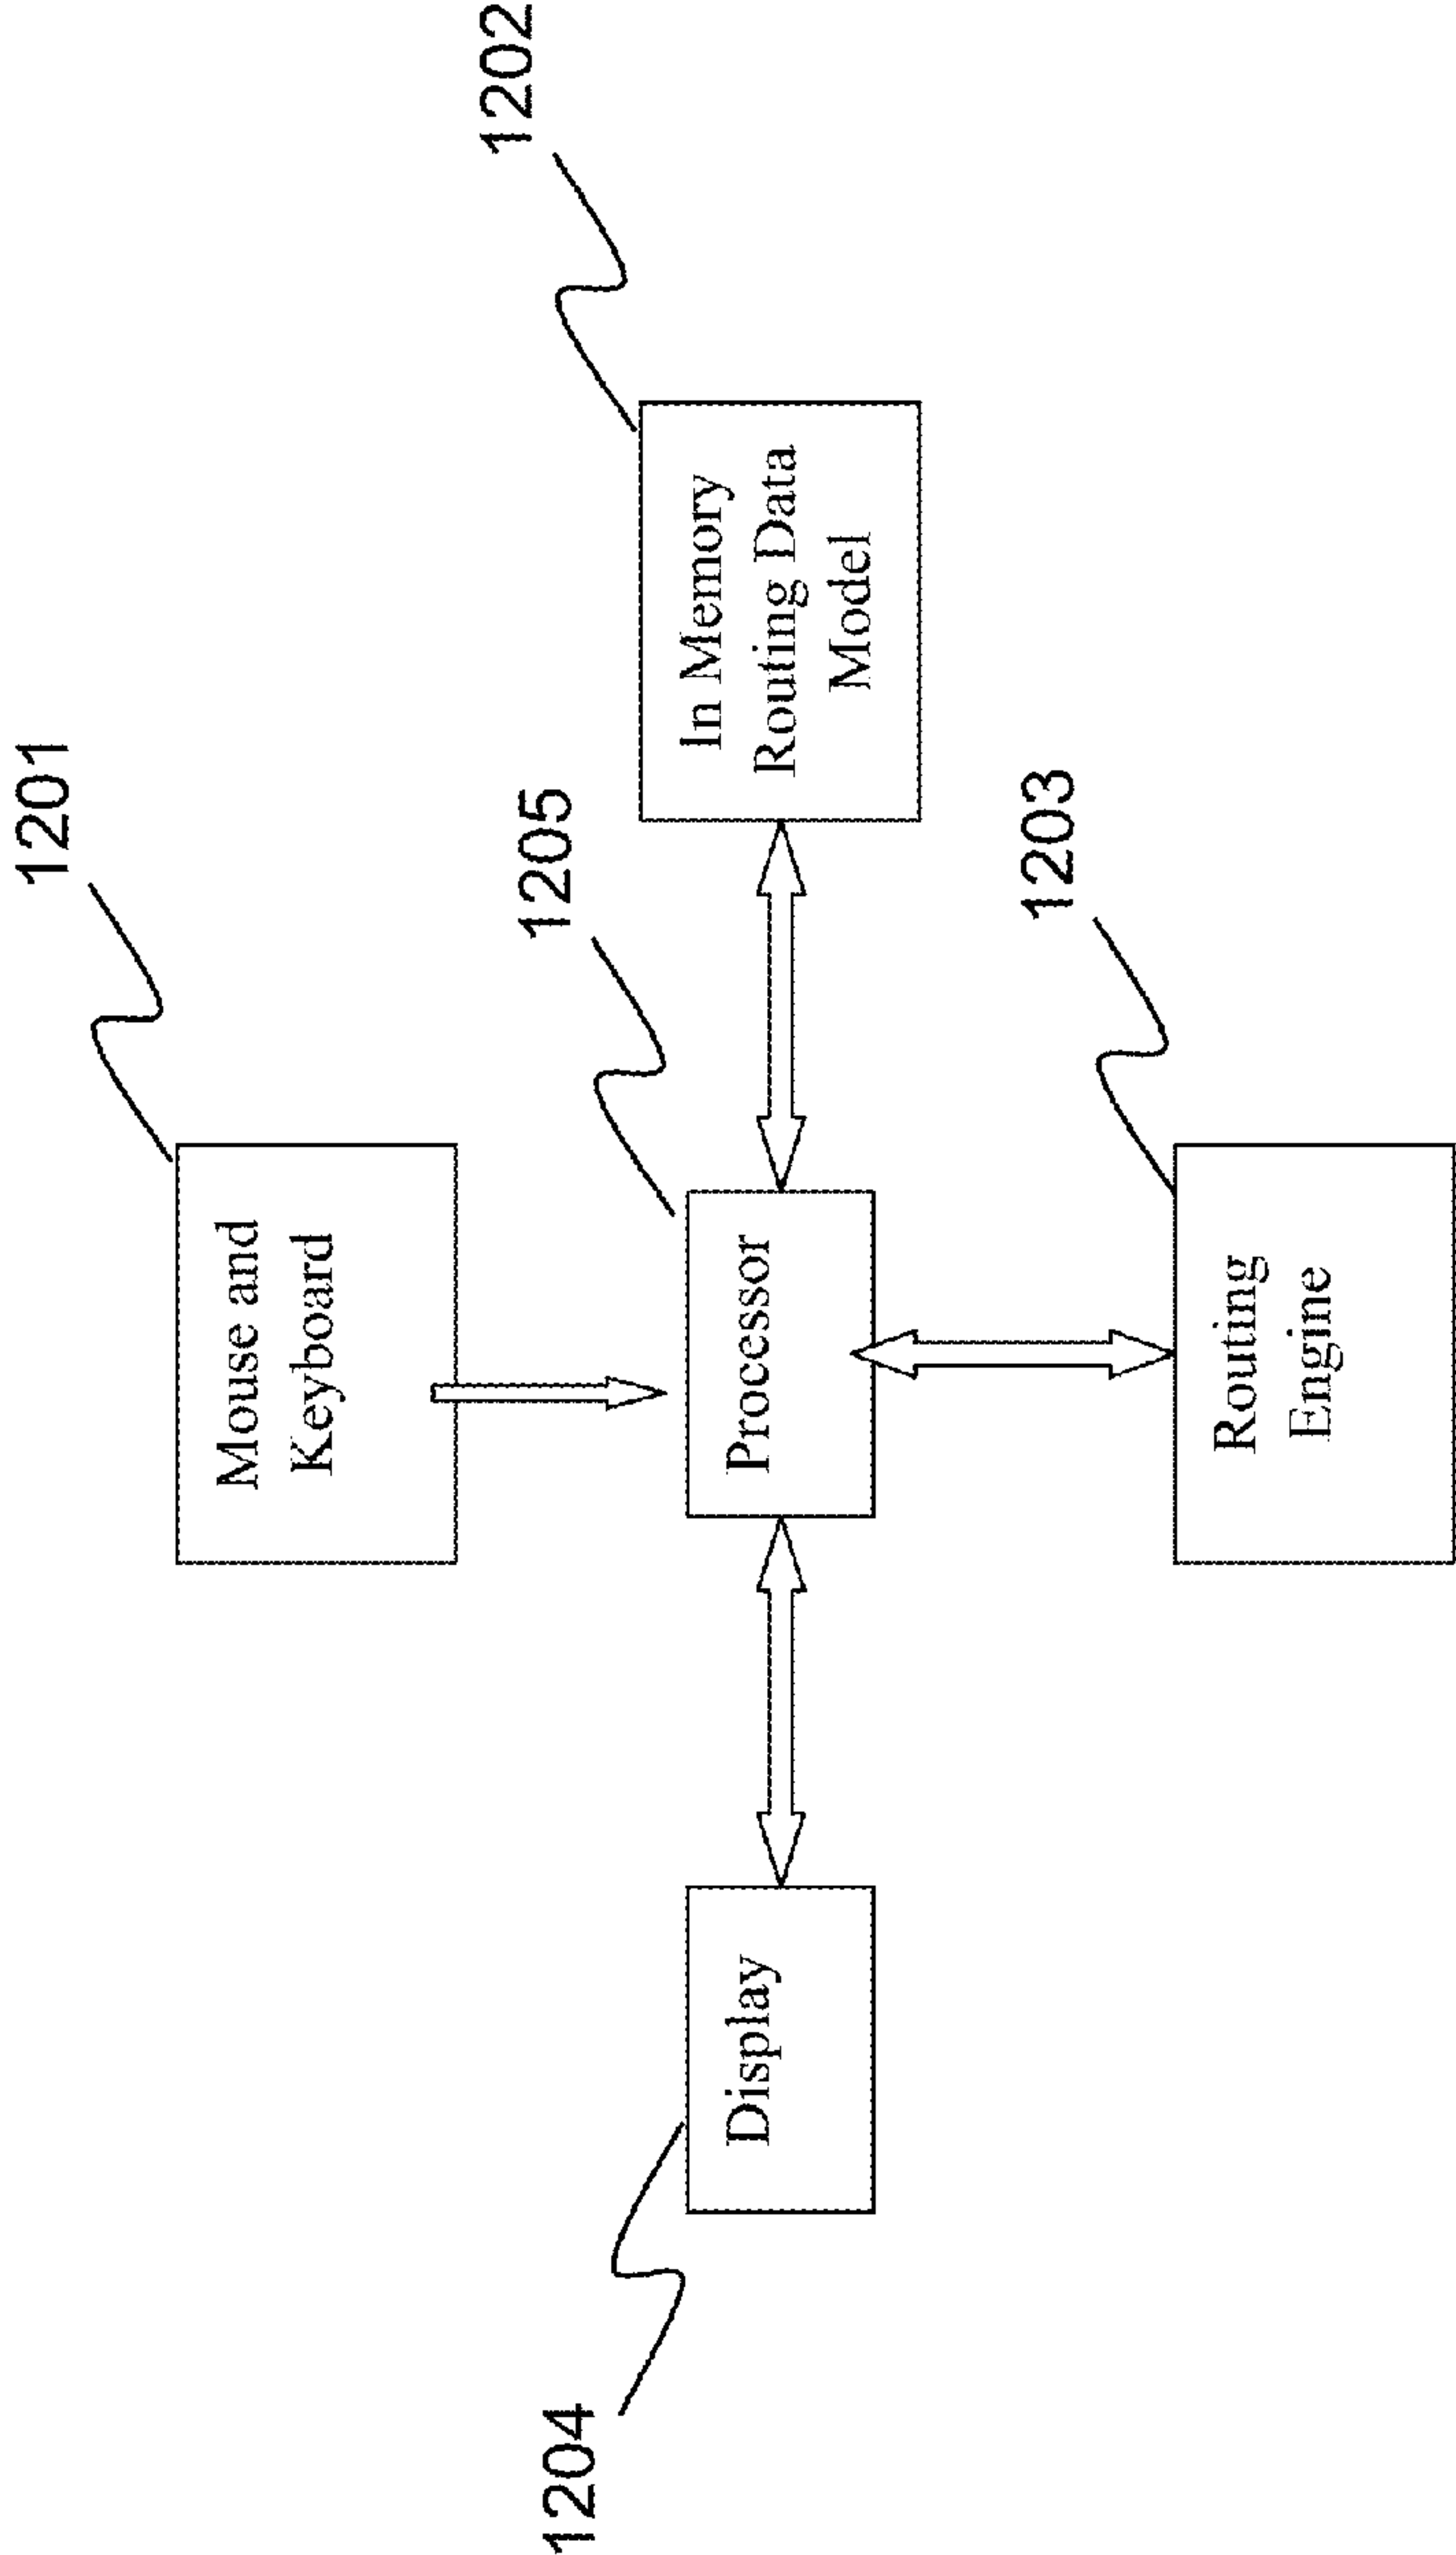 1201
Mouse and
Keyboard
1205
Processor
1202
In Memory
Routing Data
Model
1204
Display
1203
Routing
Engine